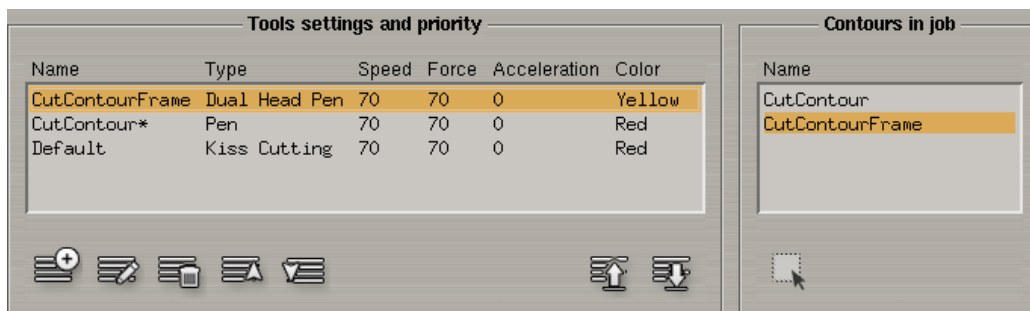 Tools settings and priority
Name Type Speed Force Acceleration Color
CutContourFrame Dual Head Pen 70 70 0 Yellow
CutContour* Pen 70 70 0 Red
Default Kiss Cutting 70 70 0 Red
Contours in job
Name
CutContour
CutContourFrame